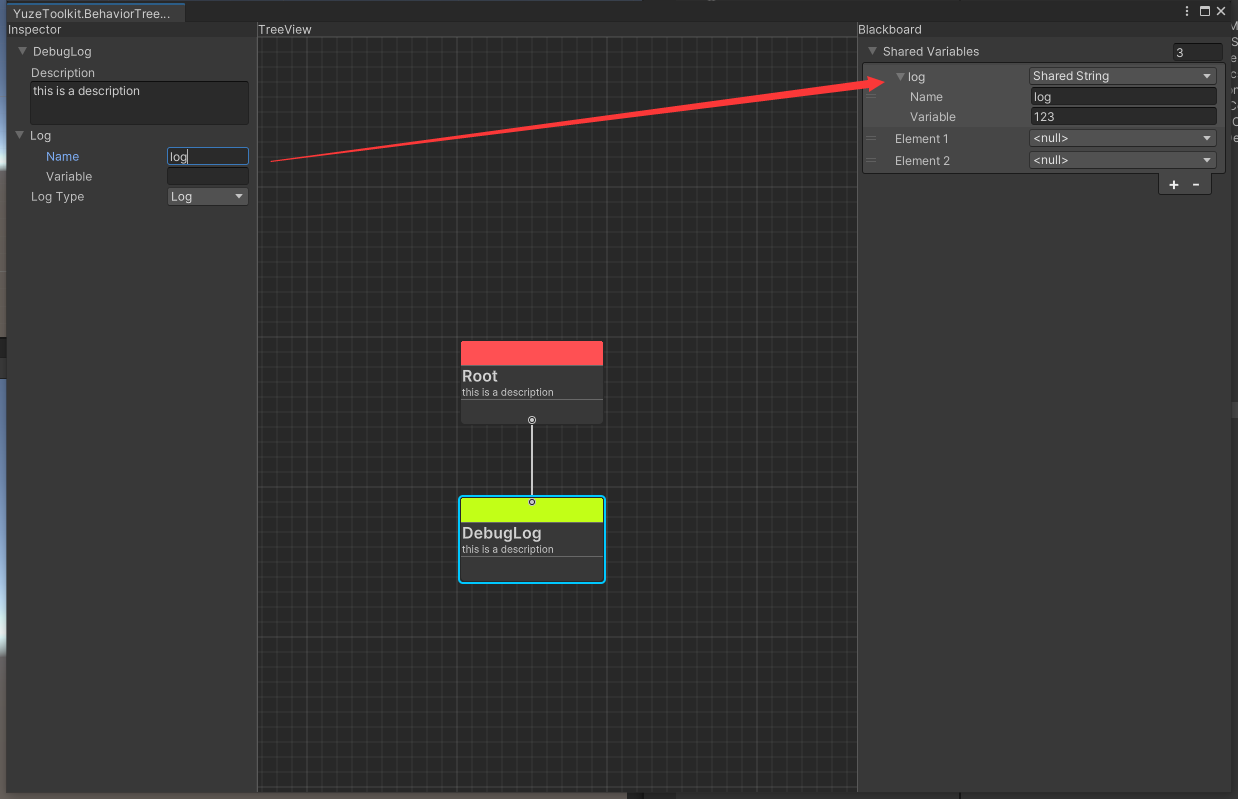 YuzeToolkit.BehaviorTree...
Inspector
DebugLog
Description
this is a description
Log
Name log
Variable
Log Type Log
TreeView
Root
this is a description
DebugLog
this is a description
Blackboard
Shared Variables 3
log Shared String
Name log
Variable 123
Element 1 <null>
Element 2 <null>
+ -